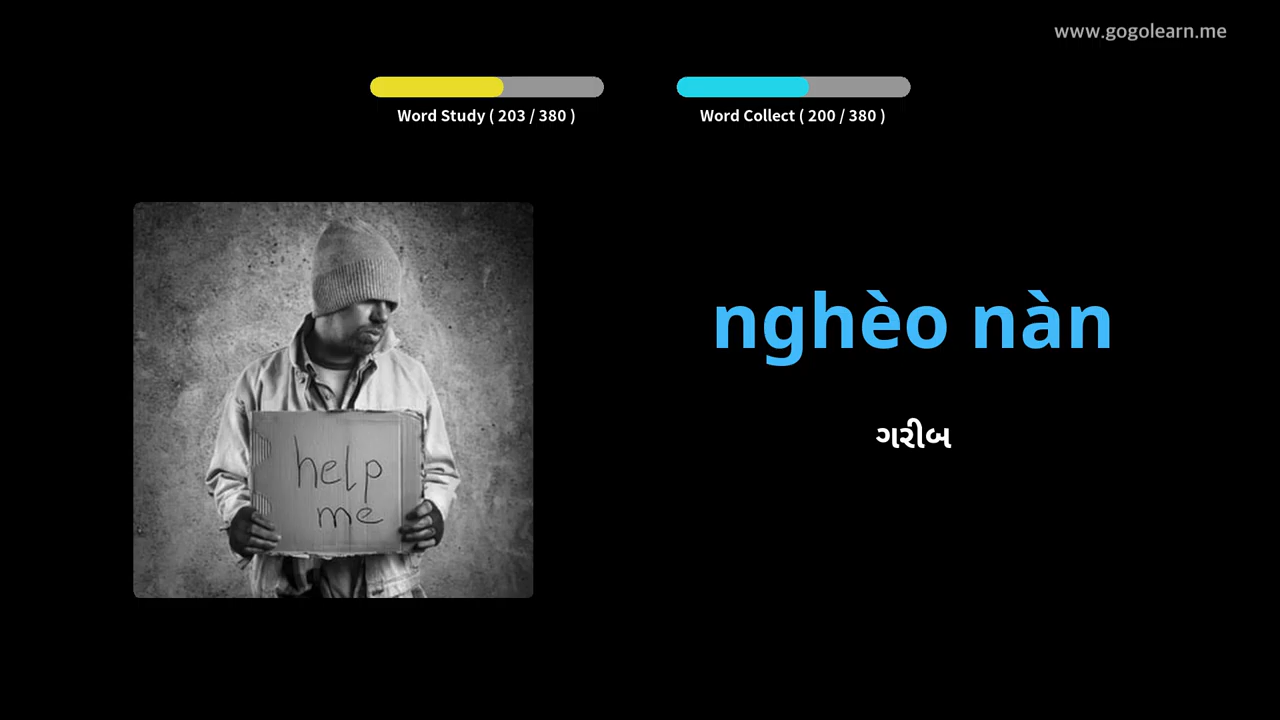 www.gogolearn.me
Word Study ( 203 / 380 )
Word Collect ( 200 / 380 )
help
me
nghèo nàn
ગરીબ